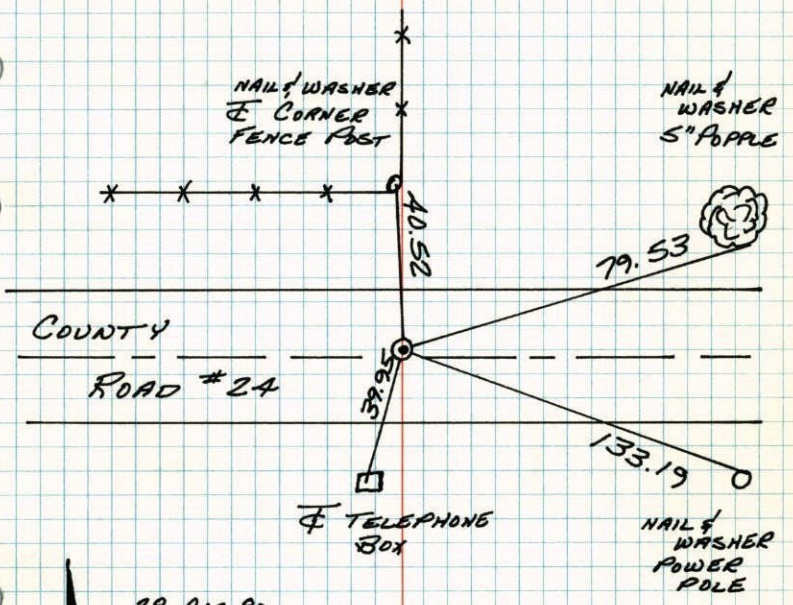 NAIL & WASHER
℄ CORNER
FENCE POST
NAIL &
WASHER
5" POPPLE
40.52
79.53
COUNTY
ROAD #24
39.95
133.19
℄ TELEPHONE
BOX
NAIL &
WASHER
POWER
POLE